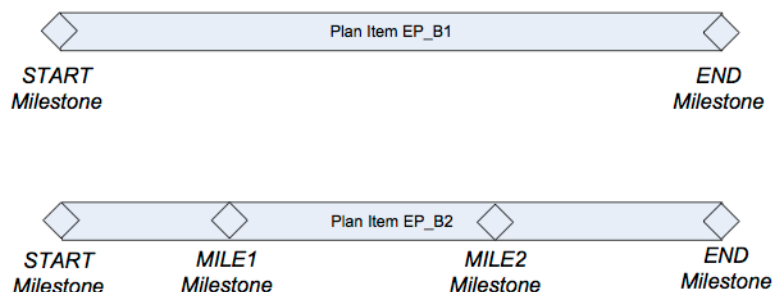 Plan Item EP_B1
START
Milestone
END
Milestone
Plan Item EP_B2
START
Milestone
MILE1
Milestone
MILE2
Milestone
END
Milestone